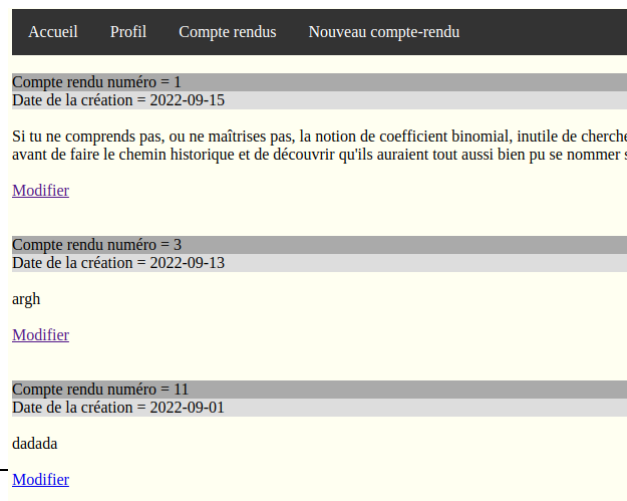 Accueil Profil Compte rendus Nouveau compte-rendu
Compte rendu numéro = 1
Date de la création = 2022-09-15
Si tu ne comprends pas, ou ne maîtrises pas, la notion de coefficient binomial, inutile de cherche
avant de faire le chemin historique et de découvrir qu'ils auraient tout aussi bien pu se nommer s
Modifier
Compte rendu numéro = 3
Date de la création = 2022-09-13
argh
Modifier
Compte rendu numéro = 11
Date de la création = 2022-09-01
dadada
Modifier